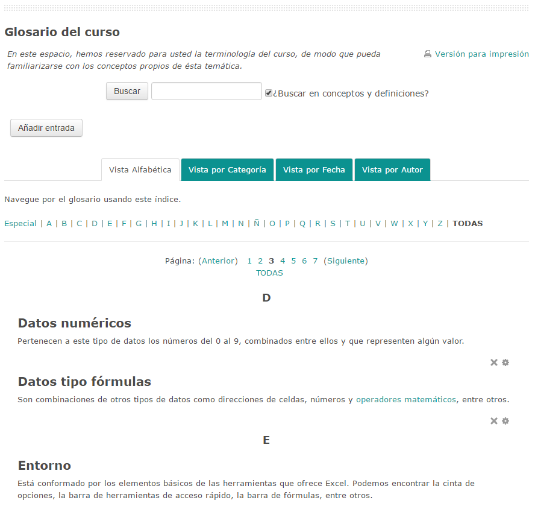 Glosario del curso
En este espacio, hemos reservado para usted la terminología del curso, de modo que pueda
familiarizarse con los conceptos propios de ésta temática.
Versión para impresión
Buscar ¿Buscar en conceptos y definiciones?
Añadir entrada
Vista Alfabética Vista por Categoría Vista por Fecha Vista por Autor
Navegue por el glosario usando este índice.
Especial | A | B | C | D | E | F | G | H | I | J | K | L | M | N | Ñ | O | P | Q | R | S | T | U | V | W | X | Y | Z | TODAS
Página: (Anterior) 1 2 3 4 5 6 7 (Siguiente)
TODAS
D
Datos numéricos
Pertenecen a este tipo de datos los números del 0 al 9, combinados entre ellos y que representen algún valor.
Datos tipo fórmulas
Son combinaciones de otros tipos de datos como direcciones de celdas, números y operadores matemáticos, entre otros.
E
Entorno
Está conformado por los elementos básicos de las herramientas que ofrece Excel. Podemos encontrar la cinta de
opciones, la barra de herramientas de acceso rápido, la barra de fórmulas, entre otros.